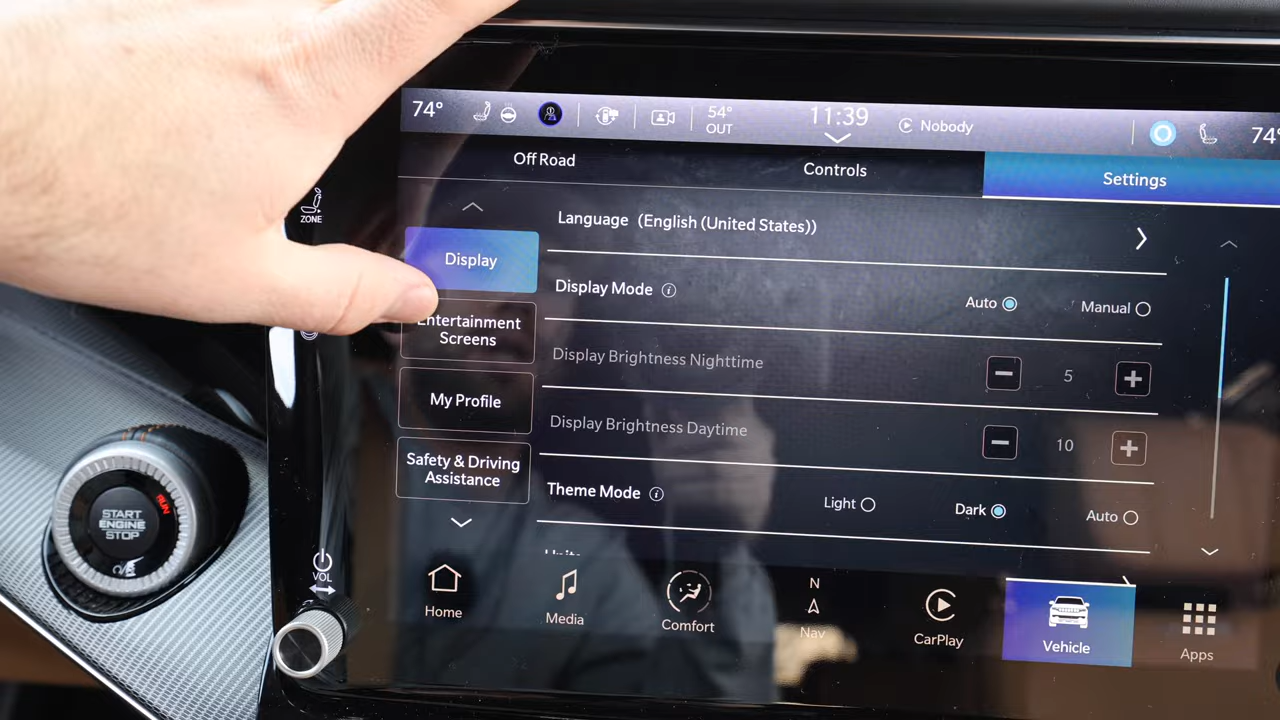 74°
54°
OUT
11:39
Nobody
74°
Off Road
Controls
Settings
ZONE
Language (English (United States))
Display
Display Mode
Auto
Manual
Entertainment
Screens
Display Brightness Nighttime
5
My Profile
Display Brightness Daytime
10
Safety & Driving
Assistance
Theme Mode
Light
Dark
Auto
Units
START
ENGINE
STOP
RUN
VOL
Home
Media
Comfort
N
Nav
CarPlay
Vehicle
Apps